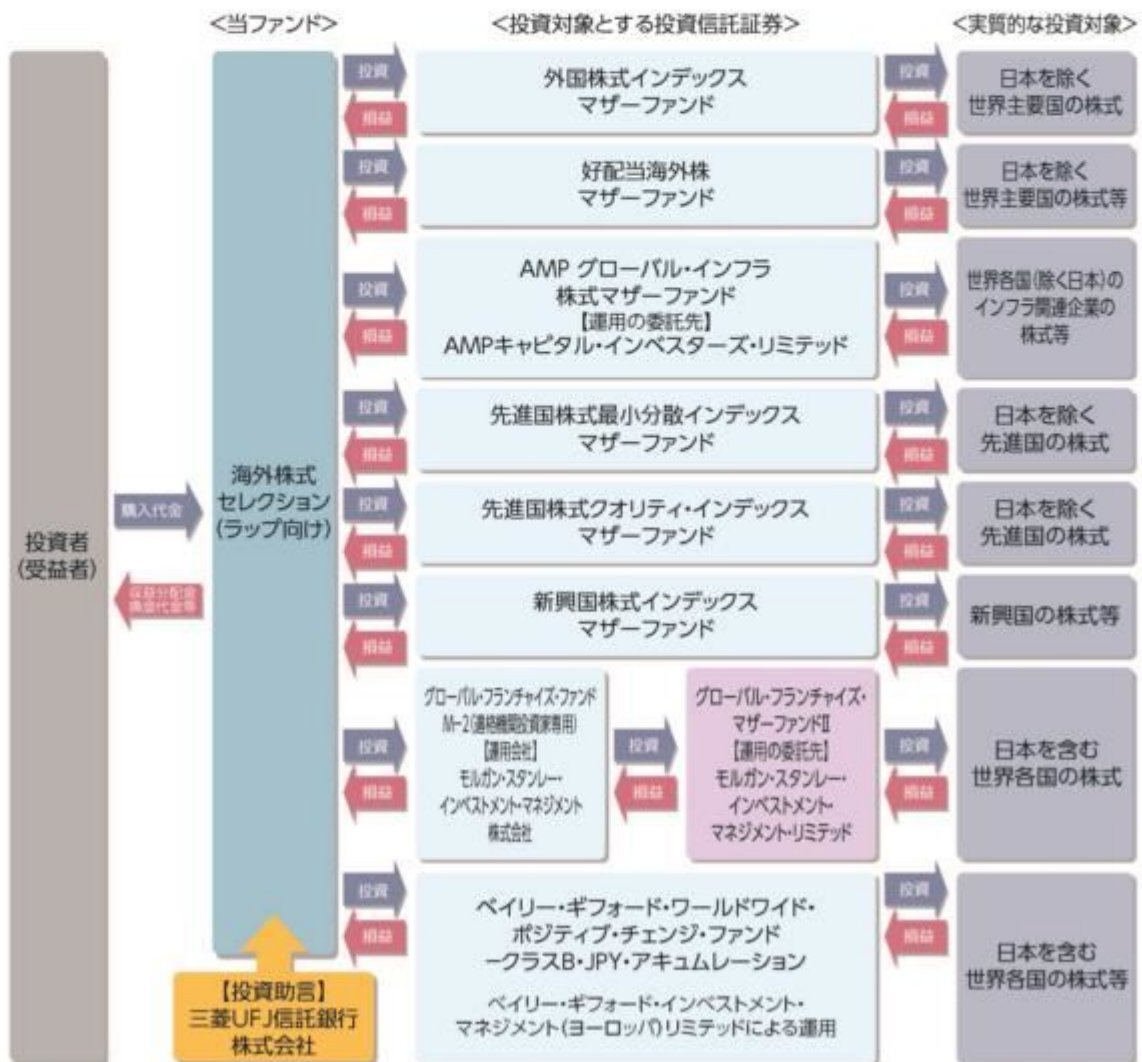 <当ファンド>
<投資対象とする投資信託証券>
<実質的な投資対象>
投資者
(受益者)
購入代金
収益分配金
換金代金等
海外株式
セレクション
(ラップ向け)
【投資助言】
三菱UFJ信託銀行
株式会社
投資
損益
外国株式インデックス
マザーファンド
投資
損益
日本を除く
世界主要国の株式
投資
損益
好配当海外株
マザーファンド
投資
損益
日本を除く
世界主要国の株式等
投資
損益
AMP グローバル・インフラ
株式マザーファンド
【運用の委託先】
AMPキャピタル・インベスターズ・リミテッド
投資
損益
世界各国(除く日本)の
インフラ関連企業の
株式等
投資
損益
先進国株式最小分散インデックス
マザーファンド
投資
損益
日本を除く
先進国の株式
投資
損益
先進国株式クオリティ・インデックス
マザーファンド
投資
損益
日本を除く
先進国の株式
投資
損益
新興国株式インデックス
マザーファンド
投資
損益
新興国の株式等
投資
損益
グローバル・フランチャイズ・ファンド
M-2(適格機関投資家専用)
【運用会社】
モルガン・スタンレー・
インベストメント・マネジメント
株式会社
投資
損益
グローバル・フランチャイズ・
マザーファンドⅡ
【運用の委託先】
モルガン・スタンレー・
インベストメント・
マネジメント・リミテッド
投資
損益
日本を含む
世界各国の株式
投資
損益
ベイリー・ギフォード・ワールドワイド・
ポジティブ・チェンジ・ファンド
ークラスB・JPY・アキュムレーション
ベイリー・ギフォード・インベストメント・
マネジメント(ヨーロッパ)リミテッドによる運用
投資
損益
日本を含む
世界各国の株式等